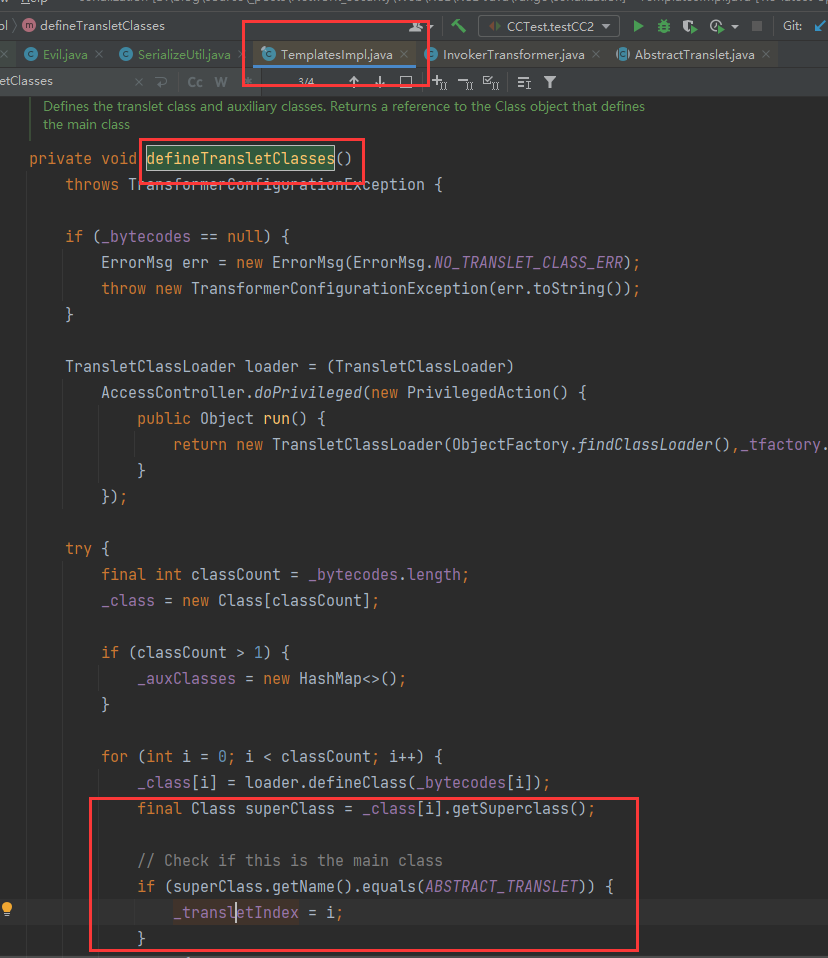 defineTransletClasses
CCTest.testCC2
Git:
Evil.java
SerializeUtil.java
TemplatesImpl.java
InvokerTransformer.java
AbstractTranslet.java
etClasses
Cc
W
3/4
Defines the translet class and auxiliary classes. Returns a reference to the Class object that defines
the main class
private void defineTransletClasses()
throws TransformerConfigurationException {
if (_bytecodes == null) {
ErrorMsg err = new ErrorMsg(ErrorMsg.NO_TRANSLET_CLASS_ERR);
throw new TransformerConfigurationException(err.toString());
}
TransletClassLoader loader = (TransletClassLoader)
AccessController.doPrivileged(new PrivilegedAction() {
public Object run() {
return new TransletClassLoader(ObjectFactory.findClassLoader(),_tfactory.
}
});
try {
final int classCount = _bytecodes.length;
_class = new Class[classCount];
if (classCount > 1) {
_auxClasses = new HashMap<>();
}
for (int i = 0; i < classCount; i++) {
_class[i] = loader.defineClass(_bytecodes[i]);
final Class superClass = _class[i].getSuperclass();
// Check if this is the main class
if (superClass.getName().equals(ABSTRACT_TRANSLET)) {
_transletIndex = i;
}